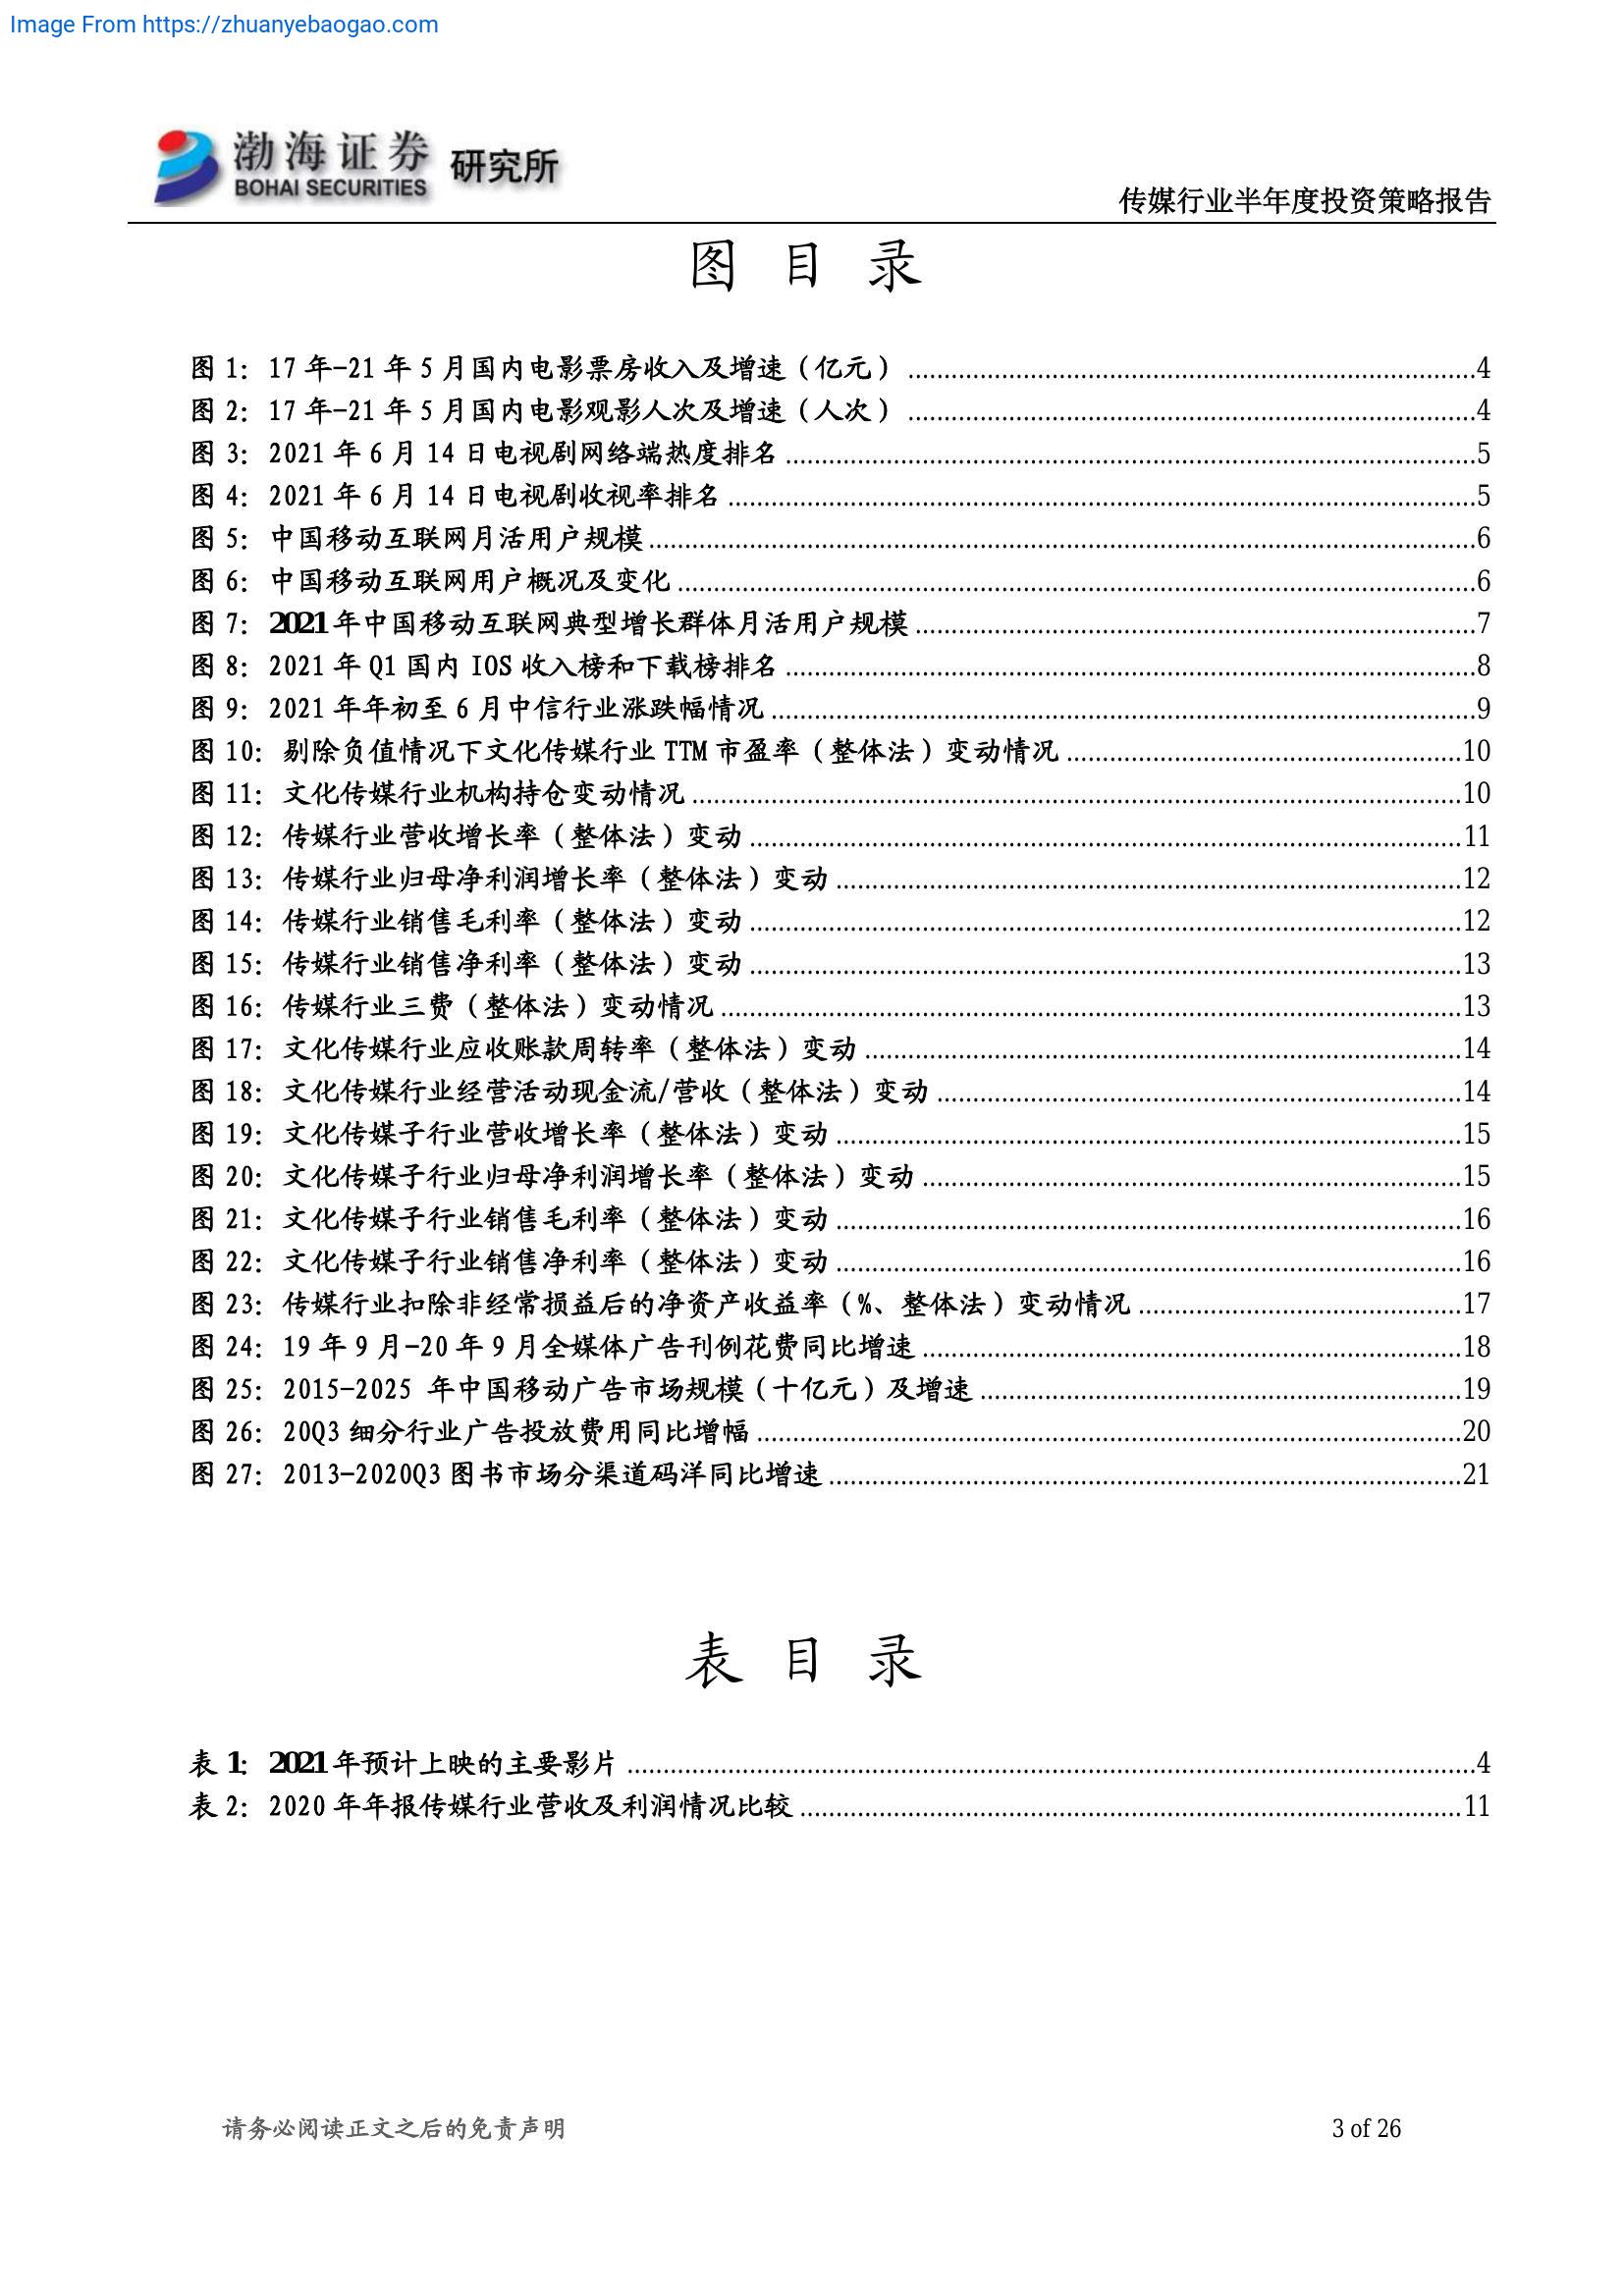 Image From https://zhuanyebaogao.com
渤海证券 研究所
BOHAI SECURITIES
传媒行业半年度投资策略报告
图 目 录
图 1: 17 年-21 年 5 月国内电影票房收入及增速（亿元）....4
图 2: 17 年-21 年 5 月国内电影观影人次及增速（人次）....4
图 3: 2021 年 6 月 14 日电视剧网络端热度排名....5
图 4: 2021 年 6 月 14 日电视剧收视率排名....5
图 5: 中国移动互联网月活用户规模....6
图 6: 中国移动互联网用户概况及变化....6
图 7: 2021 年中国移动互联网典型增长群体月活用户规模....7
图 8: 2021 年 Q1 国内 IOS 收入榜和下载榜排名....8
图 9: 2021 年年初至 6 月中信行业涨跌幅情况....9
图 10: 剔除负值情况下文化传媒行业 TTM 市盈率（整体法）变动情况....10
图 11: 文化传媒行业机构持仓变动情况....10
图 12: 传媒行业营收增长率（整体法）变动....11
图 13: 传媒行业归母净利润增长率（整体法）变动....12
图 14: 传媒行业销售毛利率（整体法）变动....12
图 15: 传媒行业销售净利率（整体法）变动....13
图 16: 传媒行业三费（整体法）变动情况....13
图 17: 文化传媒行业应收账款周转率（整体法）变动....14
图 18: 文化传媒行业经营活动现金流/营收（整体法）变动....14
图 19: 文化传媒子行业营收增长率（整体法）变动....15
图 20: 文化传媒子行业归母净利润增长率（整体法）变动....15
图 21: 文化传媒子行业销售毛利率（整体法）变动....16
图 22: 文化传媒子行业销售净利率（整体法）变动....16
图 23: 传媒行业扣除非经常损益后的净资产收益率（%、整体法）变动情况....17
图 24: 19 年 9 月-20 年 9 月全媒体广告刊例花费同比增速....18
图 25: 2015-2025 年中国移动广告市场规模（十亿元）及增速....19
图 26: 20Q3 细分行业广告投放费用同比增幅....20
图 27: 2013-2020Q3 图书市场分渠道码洋同比增速....21
表 目 录
表 1: 2021 年预计上映的主要影片....4
表 2: 2020 年年报传媒行业营收及利润情况比较....11
请务必阅读正文之后的免责声明
3 of 26